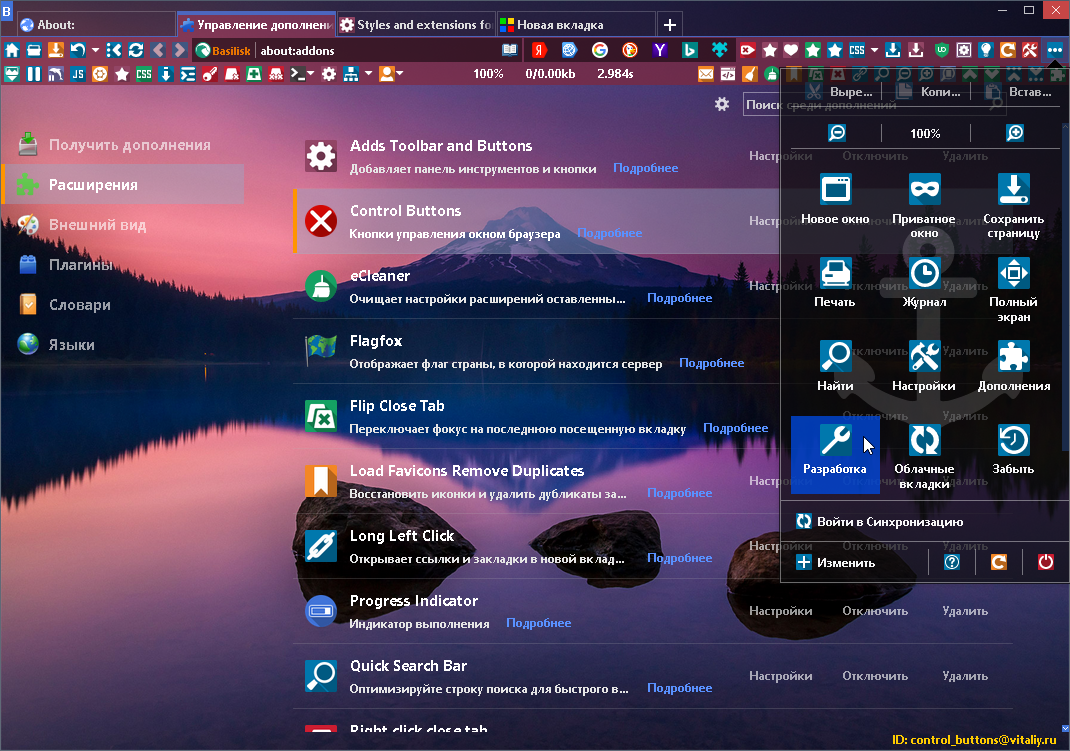 B
About:
Управление дополнен
Styles and extensions fo
Новая вкладка
Basilisk
about:addons
CSS
JS
CSS
100%
0/0.00kb
2.984s
Поиск среди дополнений
Получить дополнения
Расширения
Внешний вид
Плагины
Словари
Языки
Adds Toolbar and Buttons
Добавляет панель инструментов и кнопки
Подробнее
Настройки
Отключить
Удалить
Control Buttons
Кнопки управления окном браузера
Подробнее
eCleaner
Очищает настройки расширений оставленны...
Подробнее
Flagfox
Отображает флаг страны, в которой находится сервер
Подробнее
Flip Close Tab
Переключает фокус на последнюю посещенную вкладку
Подробнее
Load Favicons Remove Duplicates
Восстановить иконки и удалить дубликаты за...
Подробнее
Long Left Click
Открывает ссылки и закладки в новой вклад...
Подробнее
Progress Indicator
Индикатор выполнения
Подробнее
Настройки
Отключить
Удалить
Quick Search Bar
Оптимизируйте строку поиска для быстрого в...
Подробнее
Настройки
Отключить
Удалить
Right click close tab
Выре...
Копи...
Встав...
100%
Новое окно
Приватное
окно
Сохранить
страницу
Печать
Журнал
Полный
экран
Найти
Настройки
Дополнения
Разработка
Облачные
вкладки
Забыть
Войти в Синхронизацию
Изменить
ID: control_buttons@vitaliy.ru